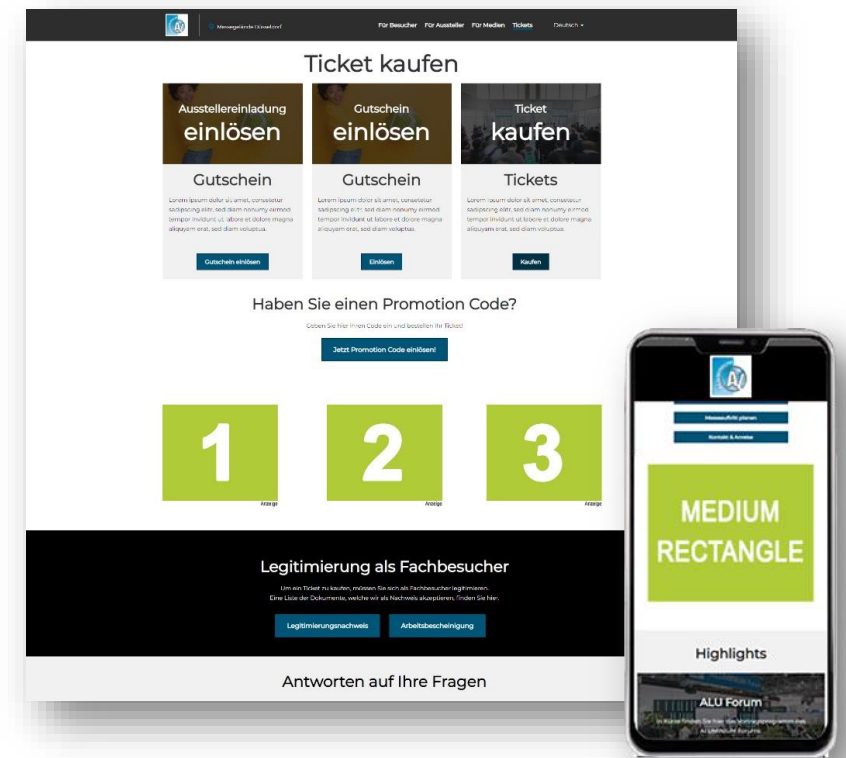 Messegelände Düsseldorf
Für Besucher Für Aussteller Für Medien Tickets Deutsch
Ticket kaufen
Ausstellereinladung
einlösen
Gutschein
einlösen
Ticket
kaufen
Gutschein
Lorem ipsum dolor sit amet, consetetur
sadipscing elitr, sed diam nonumy eirmod
tempor invidunt ut labore et dolore magna
aliquyam erat, sed diam voluptua.
Gutschein einlösen
Gutschein
Lorem ipsum dolor sit amet, consetetur
sadipscing elitr, sed diam nonumy eirmod
tempor invidunt ut labore et dolore magna
aliquyam erat, sed diam voluptua.
Einlösen
Tickets
Lorem ipsum dolor sit amet, consetetur
sadipscing elitr, sed diam nonumy eirmod
tempor invidunt ut labore et dolore magna
aliquyam erat, sed diam voluptua.
Kaufen
Haben Sie einen Promotion Code?
Geben Sie hier Ihren Code ein und bestellen Ihr Ticket!
Jetzt Promotion Code einlösen!
1
2
3
Anzeige
Anzeige
Anzeige
Legitimierung als Fachbesucher
Um ein Ticket zu kaufen, müssen Sie sich als Fachbesucher legitimieren.
Eine Liste der Dokumente, welche wir als Nachweis akzeptieren, finden Sie hier.
Legitimierungsnachweis
Arbeitsbescheinigung
Antworten auf Ihre Fragen
Messeauftritt planen
Kontakt & Anreise
MEDIUM
RECTANGLE
Highlights
ALU Forum
In Kürze finden Sie hier das Vortragsprogramm des